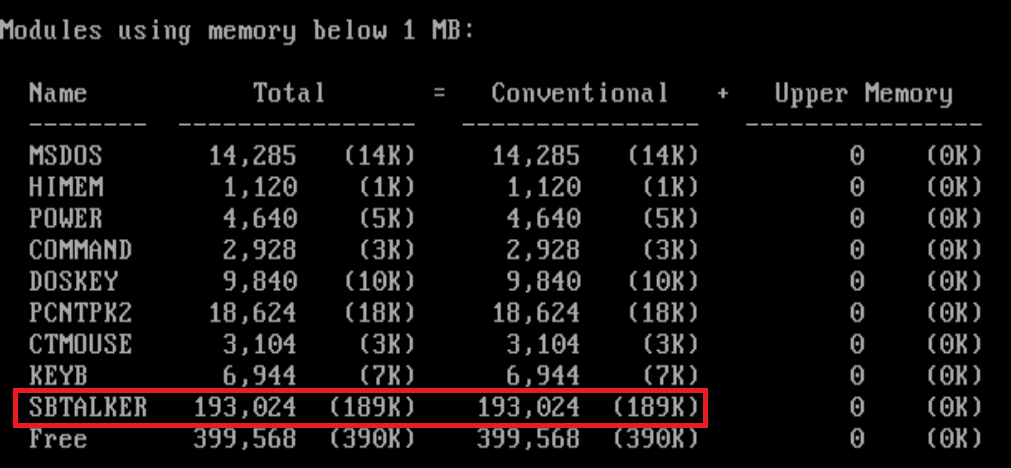 Modules using memory below 1 MB:
Name Total = Conventional + Upper Memory
-------- ---------------- ---------------- ----------------
MSDOS 14,285 (14K) 14,285 (14K) 0 (0K)
HIMEM 1,120 (1K) 1,120 (1K) 0 (0K)
POWER 4,640 (5K) 4,640 (5K) 0 (0K)
COMMAND 2,928 (3K) 2,928 (3K) 0 (0K)
DOSKEY 9,840 (10K) 9,840 (10K) 0 (0K)
PCNTPK2 18,624 (18K) 18,624 (18K) 0 (0K)
CTMOUSE 3,104 (3K) 3,104 (3K) 0 (0K)
KEYB 6,944 (7K) 6,944 (7K) 0 (0K)
SBTALKER 193,024 (189K) 193,024 (189K) 0 (0K)
Free 399,568 (390K) 399,568 (390K) 0 (0K)